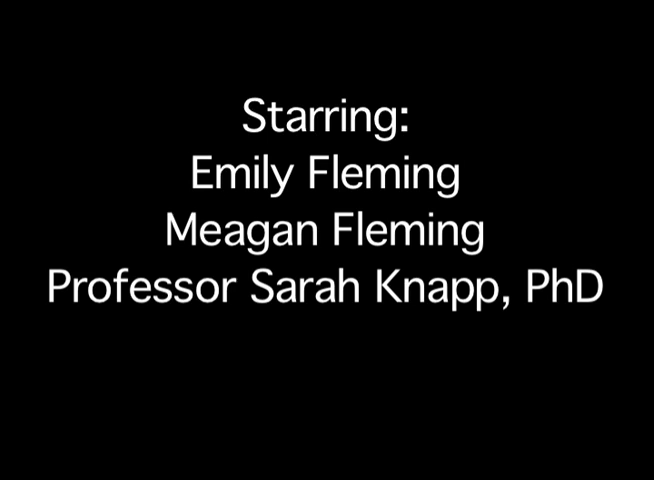 Starring:
Emily Fleming
Meagan Fleming
Professor Sarah Knapp, PhD